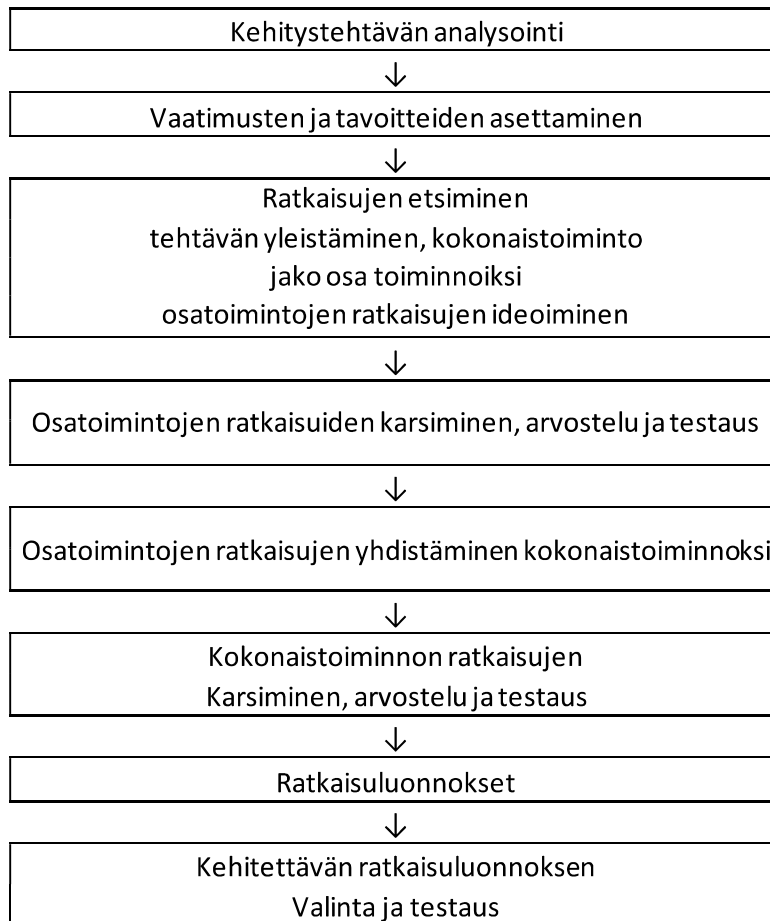 Kehitystehtävän analysointi
↓
Vaatimusten ja tavoitteiden asettaminen
↓
Ratkaisujen etsiminen
tehtävän yleistäminen, kokonaistoiminto
jako osa toiminnoiksi
osatoimintojen ratkaisujen ideoiminen
↓
Osatoimintojen ratkaisuiden karsiminen, arvostelu ja testaus
↓
Osatoimintojen ratkaisujen yhdistäminen kokonaistoiminnoksi
↓
Kokonaistoiminnon ratkaisujen
Karsiminen, arvostelu ja testaus
↓
Ratkaisuluonnokset
↓
Kehitettävän ratkaisuluonnoksen
Valinta ja testaus